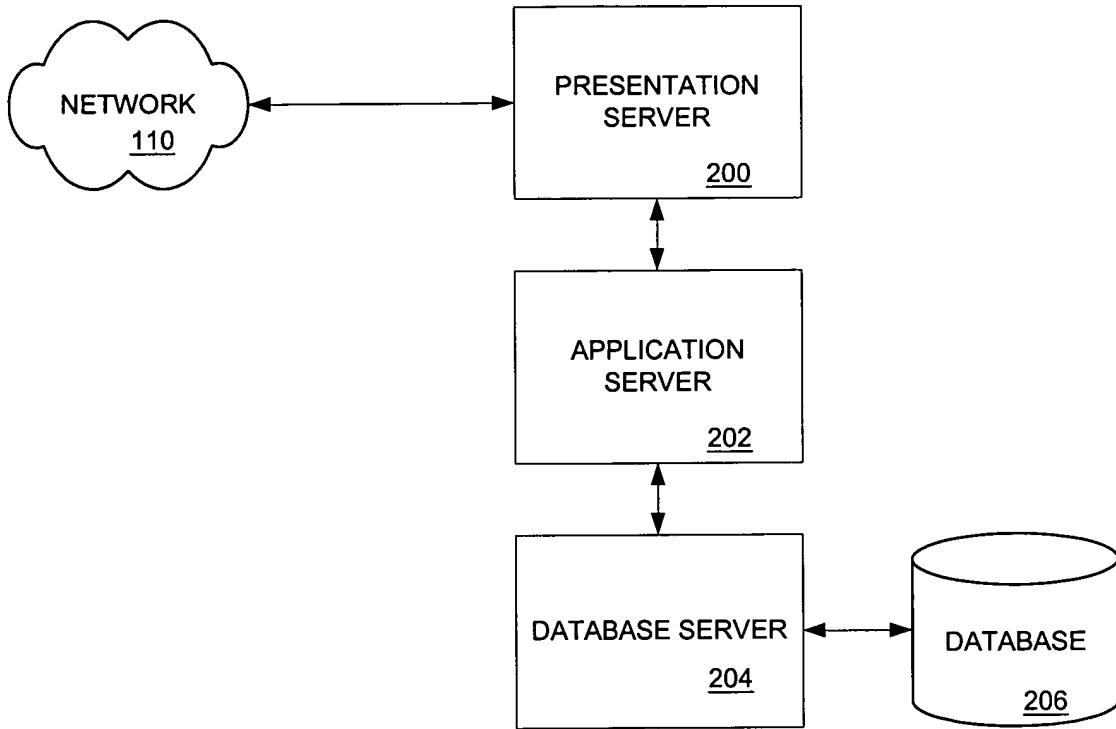 NETWORK
110
PRESENTATION
SERVER
200
APPLICATION
SERVER
202
DATABASE SERVER
204
DATABASE
206